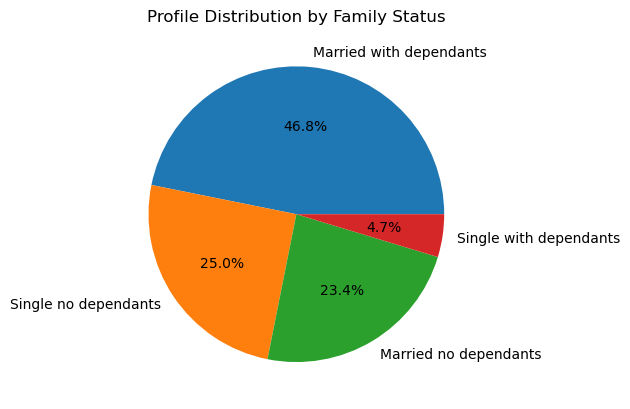 Profile Distribution by Family Status
Married with dependants
46.8%
4.7%
Single with dependants
25.0%
23.4%
Single no dependants
Married no dependants